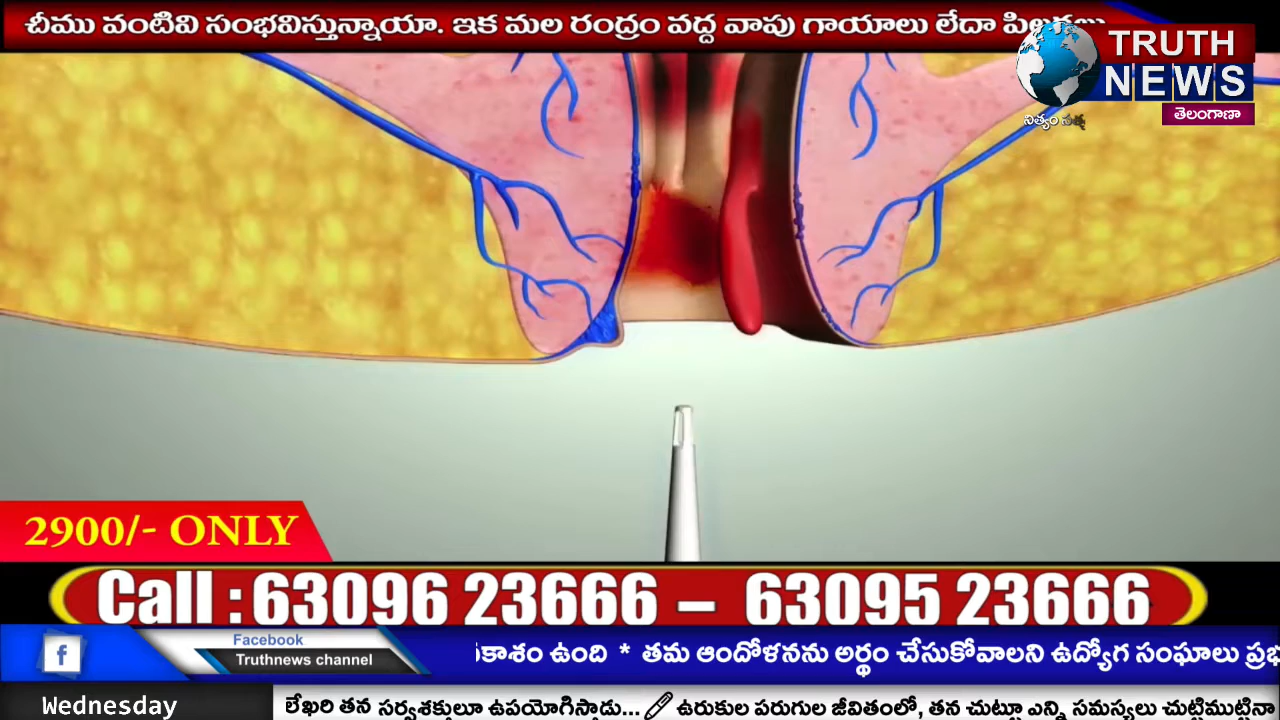 చీము వంటివి సంభవిస్తున్నాయా. ఇక మల రంద్రం వద్ద వాపు గాయాలు లేదా
TRUTH
NEWS
నిత్యం సత్య
తెలంగాణా
2900/- ONLY
Call : 63096 23666 – 63095 23666
Facebook
Truthnews channel
ఉంది * తమ ఆందోళనను అర్థం చేసుకోవాలని ఉద్యోగ సంఘాలు
Wednesday
లేఖరి తన సర్వశక్తులూ ఉపయోగిస్తాడు... ఉరుకుల పరుగుల జీవితంలో, తన చుట్టూ ఎన్ని సమస్యలు చుట్టిముట్టినా